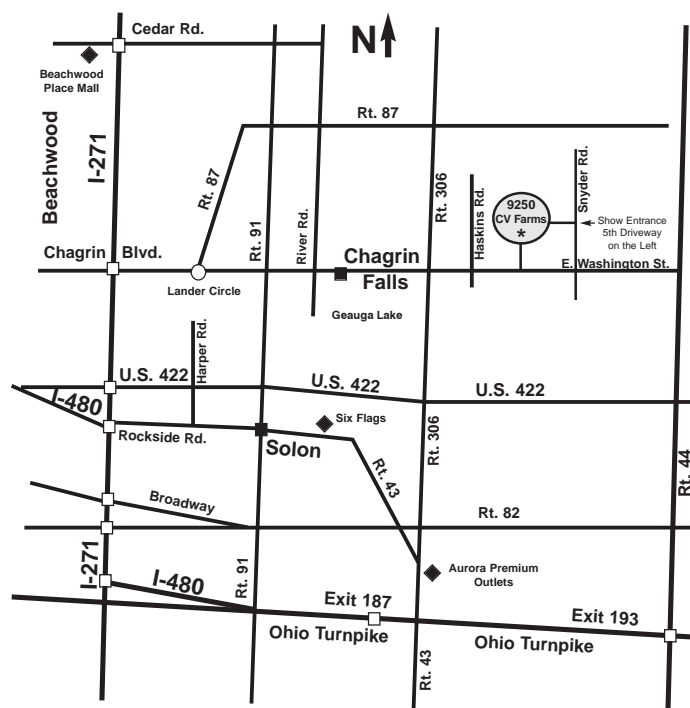 Cedar Rd.
N
Beachwood
Place Mall
Beachwood
I-271
Rt. 87
Rt. 87
Rt. 91
River Rd.
Rt. 306
Haskins Rd.
9250
CV Farms
*
Snyder Rd.
Show Entrance
5th Driveway
on the Left
Chagrin Blvd.
Lander Circle
Chagrin
Falls
E. Washington St.
Geauga Lake
Harper Rd.
U.S. 422
U.S. 422
U.S. 422
I-480
Rockside Rd.
Solon
Six Flags
Rt. 306
Rt. 43
Rt. 44
Broadway
Rt. 82
I-271
I-480
Rt. 91
Aurora Premium
Outlets
Exit 187
Exit 193
Ohio Turnpike
Ohio Turnpike
Rt. 43